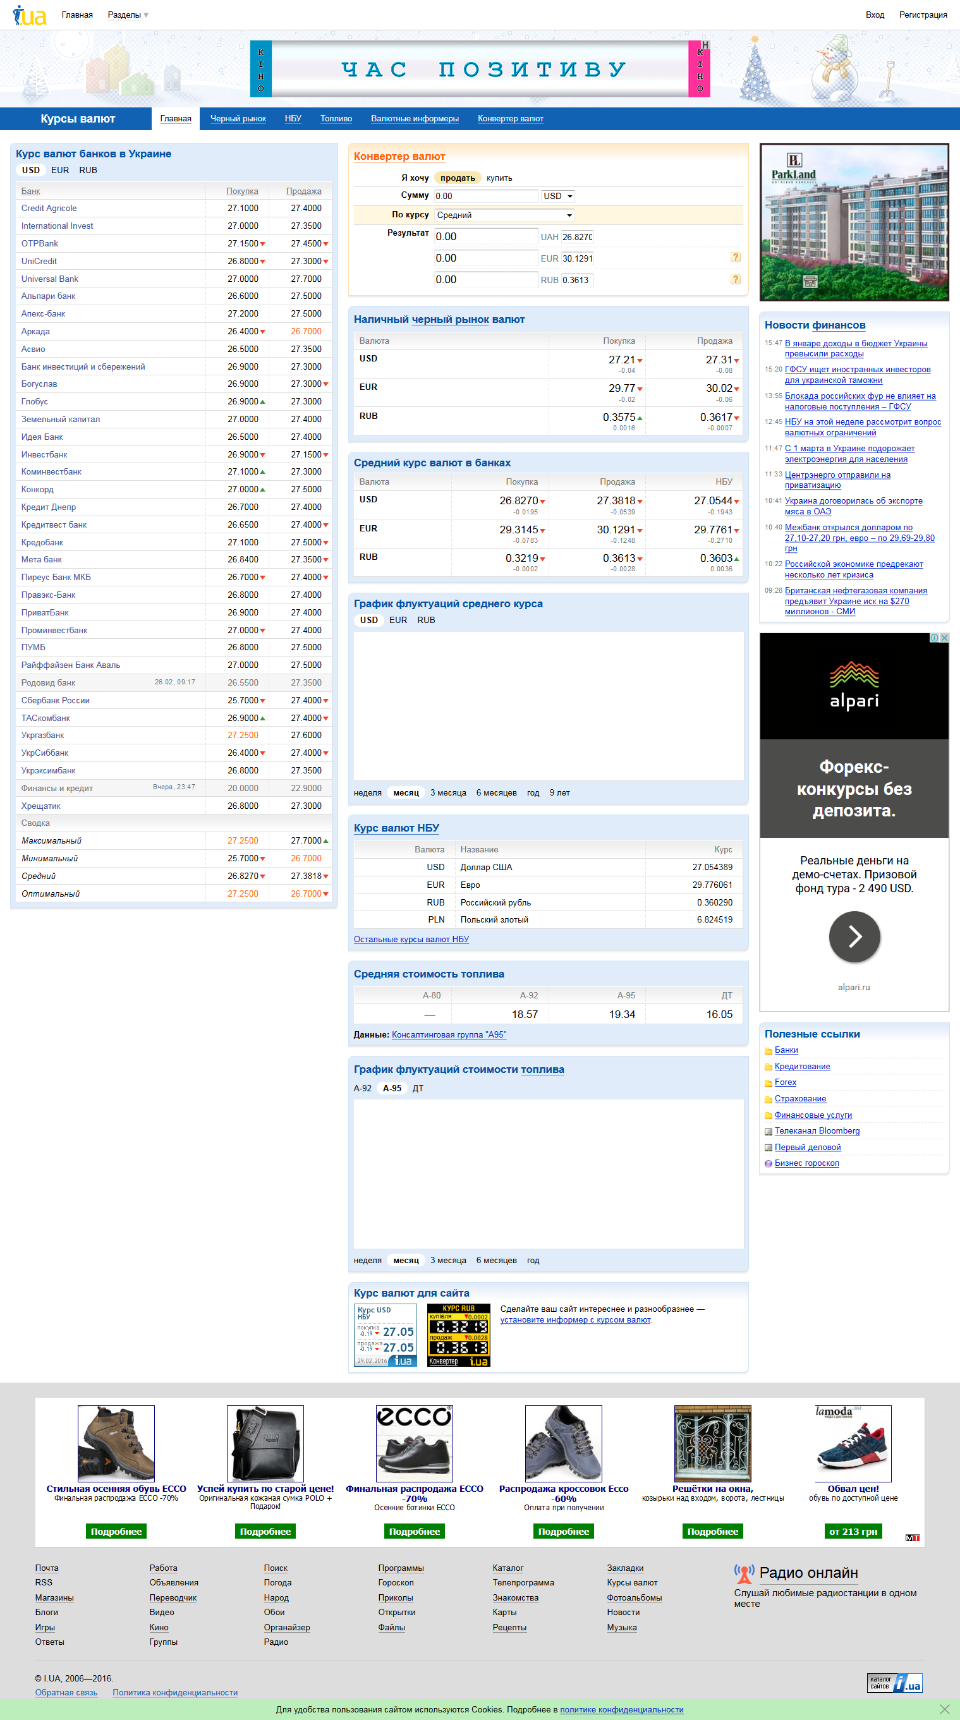 i.ua Главная Разделы ▾ Вход Регистрация
КІНО ЧАС ПОЗИТИВУ КІНО
Курсы валют Главная Черный рынок НБУ Топливо Валютные информеры Конвертер валют
Курс валют банков в Украине
USD EUR RUB
Банк Покупка Продажа
Credit Agricole 27.1000 27.4000
International Invest 27.0000 27.3500
OTPBank 27.1500 27.4500
UniCredit 26.8000 27.3000
Universal Bank 27.0000 27.7000
Альпари банк 26.6000 27.5000
Апекс-банк 27.2000 27.5000
Аркада 26.4000 26.7000
Асвио 26.5000 27.3500
Банк инвестиций и сбережений 26.9000 27.3000
Богуслав 26.9000 27.3000
Глобус 26.9000 27.3000
Земельный капитал 27.0000 27.4000
Идея Банк 26.5000 27.4000
Инвестбанк 26.9000 27.1500
Коминвестбанк 27.1000 27.3000
Конкорд 27.0000 27.5000
Кредит Днепр 26.7000 27.4000
Кредитвест банк 26.6500 27.4000
Кредобанк 27.1000 27.5000
Мета банк 26.8400 27.3500
Пиреус Банк МКБ 26.7000 27.4000
Правэкс-Банк 26.8000 27.4000
ПриватБанк 26.9000 27.4000
Проминвестбанк 27.0000 27.4000
ПУМБ 26.8000 27.5000
Райффайзен Банк Аваль 27.0000 27.5000
Родовид банк 26.02, 09:17 26.5500 27.3500
Сбербанк России 25.7000 27.4000
ТАСкомбанк 26.9000 27.4000
Укргазбанк 27.2500 27.6000
УкрСиббанк 26.4000 27.4000
Укрэксимбанк 26.8000 27.3500
Финансы и кредит Вчера, 23:47 20.0000 22.9000
Хрещатик 26.8000 27.3000
Сводка
Максимальный 27.2500 27.7000
Минимальный 25.7000 26.7000
Средний 26.8270 27.3818
Оптимальный 27.2500 26.7000
Конвертер валют
Я хочу продать купить
Сумму 0.00 USD
По курсу Средний
Результат 0.00 UAH 26.8270
0.00 EUR 30.1291 ?
0.00 RUB 0.3613 ?
Наличный черный рынок валют
Валюта Покупка Продажа
USD 27.21 27.31
-0.04 -0.08
EUR 29.77 30.02
-0.02 -0.06
RUB 0.3575 0.3617
0.0016 -0.0007
Средний курс валют в банках
Валюта Покупка Продажа НБУ
USD 26.8270 27.3818 27.0544
-0.0195 -0.0539 -0.1943
EUR 29.3145 30.1291 29.7761
-0.0783 -0.1248 -0.2710
RUB 0.3219 0.3613 0.3603
-0.0002 -0.0028 0.0036
График флуктуаций среднего курса
USD EUR RUB
неделя месяц 3 месяца 6 месяцев год 9 лет
Курс валют НБУ
Валюта Название Курс
USD Доллар США 27.054389
EUR Евро 29.776061
RUB Российский рубль 0.360290
PLN Польский злотый 6.824519
Остальные курсы валют НБУ
Средняя стоимость топлива
А-80 А-92 А-95 ДТ
— 18.57 19.34 16.05
Данные: Консалтинговая группа "А95"
График флуктуаций стоимости топлива
А-92 А-95 ДТ
неделя месяц 3 месяца 6 месяцев год
Курс валют для сайта
Курс USD
НБУ
покупка
-0.19 27.05
продажа
-0.19 27.05
29.02.2016 i.ua
КУРС RUB
купівля 0.0002
0.3219
продаж 0.0028
0.3613
Конвертер i.ua
Сделайте ваш сайт интереснее и разнообразнее —
установите информер с курсом валют.
PL
ParkLand
Новости финансов
15:47 В январе доходы в бюджет Украины
превысили расходы
15:20 ГФСУ ищет иностранных инвесторов
для украинской таможни
13:55 Блокада российских фур не влияет на
налоговые поступления – ГФСУ
12:45 НБУ на этой неделе рассмотрит вопрос
валютных ограничений
11:47 С 1 марта в Украине подорожает
электроэнергия для населения
11:33 Центрэнерго отправили на
приватизацию
10:41 Украина договорилась об экспорте
мяса в ОАЭ
10:40 Межбанк открылся долларом по
27,10-27,20 грн, евро – по 29,69-29,80
грн
10:22 Российской экономике предрекают
несколько лет кризиса
09:26 Британская нефтегазовая компания
предъявит Украине иск на $270
миллионов - СМИ
alpari
Форекс-
конкурсы без
депозита.
Реальные деньги на
демо-счетах. Призовой
фонд тура - 2 490 USD.
alpari.ru
Полезные ссылки
Банки
Кредитование
Forex
Страхование
Финансовые услуги
Телеканал Bloomberg
Первый деловой
Бизнес гороскоп
Стильная осенняя обувь ECCO
Финальная распродажа ECCO -70%
Подробнее
Успей купить по старой цене!
Оригинальная кожаная сумка POLO +
Подарок!
Подробнее
ecco
Финальная распродажа ECCO
-70%
Осенние ботинки ECCO
Подробнее
Распродажа кроссовок Ecco
-60%
Оплата при получении
Подробнее
Решётки на окна,
козырьки над входом, ворота, лестницы
Подробнее
lamoda
Обвал цен!
обувь по доступной цене
от 213 грн
МТ
Почта Работа Поиск Программы Каталог Закладки
RSS Объявления Погода Гороскоп Телепрограмма Курсы валют
Магазины Переводчик Народ Приколы Знакомства Фотоальбомы
Блоги Видео Обои Открытки Карты Новости
Игры Кино Органайзер Файлы Рецепты Музыка
Ответы Группы Радио
Радио онлайн
Слушай любимые радиостанции в одном
месте
© I.UA, 2006—2016.
Обратная связь Политика конфиденциальности
каталог
сайтов i.ua
Для удобства пользования сайтом используются Cookies. Подробнее в политике конфиденциальности